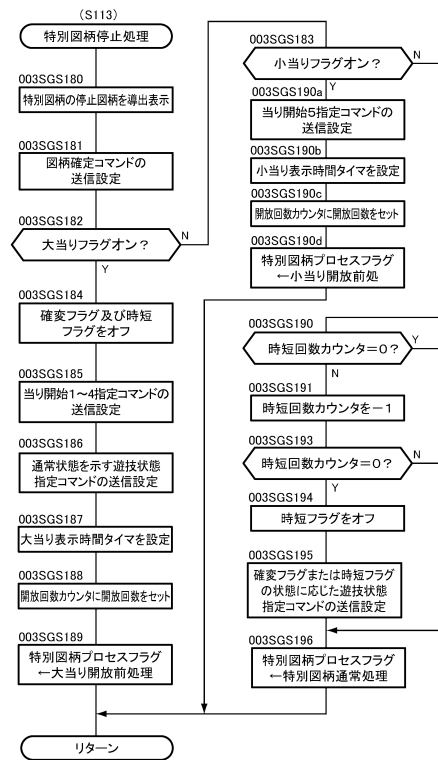 (S113)
特別図柄停止処理
003SGS180
特別図柄の停止図柄を導出表示
003SGS181
図柄確定コマンドの
送信設定
003SGS182
大当りフラグオン？
N
Y
003SGS184
確変フラグ及び時短
フラグをオフ
003SGS185
当り開始1～4指定コマンドの
送信設定
003SGS186
通常状態を示す遊技状態
指定コマンドの送信設定
003SGS187
大当り表示時間タイマを設定
003SGS188
開放回数カウンタに開放回数をセット
003SGS189
特別図柄プロセスフラグ
←大当り開放前処理
リターン
003SGS183
小当りフラグオン？
N
Y
003SGS190a
当り開始5指定コマンドの
送信設定
003SGS190b
小当り表示時間タイマを設定
003SGS190c
開放回数カウンタに開放回数をセット
003SGS190d
特別図柄プロセスフラグ
←小当り開放前処
003SGS190
時短回数カウンタ＝０？
Y
N
003SGS191
時短回数カウンタを－１
003SGS193
時短回数カウンタ＝０？
N
Y
003SGS194
時短フラグをオフ
003SGS195
確変フラグまたは時短フラグ
の状態に応じた遊技状態
指定コマンドの送信設定
003SGS196
特別図柄プロセスフラグ
←特別図柄通常処理